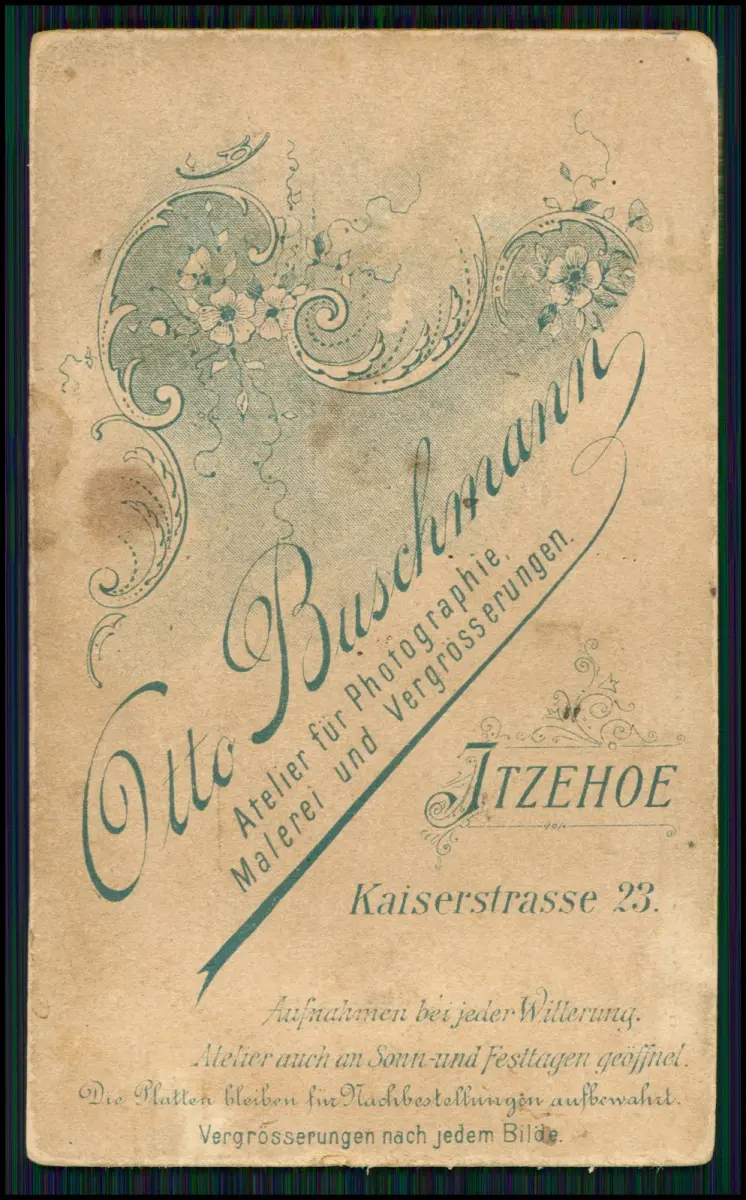 Otto Buschmann
Atelier für Photographie,
Malerei und Vergrösserungen.
ITZEHOE
Kaiserstrasse 23.
Aufnahmen bei jeder Witterung.
Atelier auch an Sonn- und Festtagen geöffnet.
Die Platten bleiben für Nachbestellungen aufbewahrt.
Vergrösserungen nach jedem Bilde.